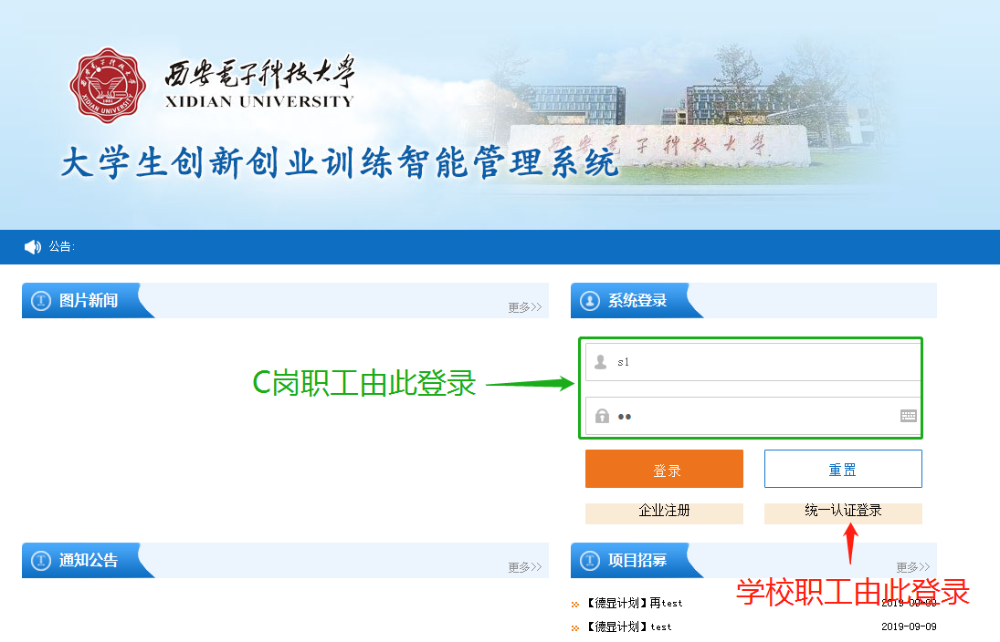 西安电子科技大学
XIDIAN UNIVERSITY
西安电子科技大学
大学生创新创业训练智能管理系统
公告:
图片新闻
更多>>
系统登录
s1
C岗职工由此登录
●●
登录
重置
企业注册
统一认证登录
通知公告
更多>>
项目招募
更多>>
学校职工由此登录
【德显计划】再test
2019-09-09
【德显计划】test
2019-09-09